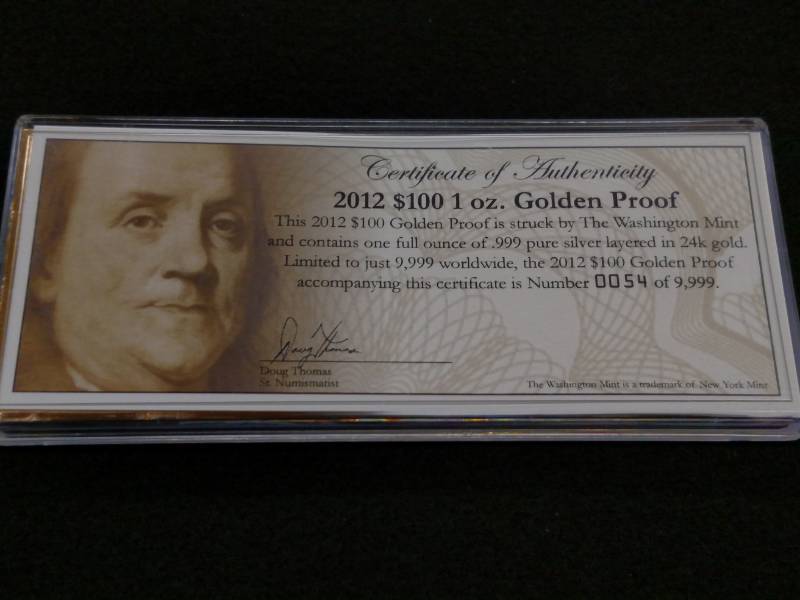 Certificate of Authenticity
2012 $100 1 oz. Golden Proof
This 2012 $100 Golden Proof is struck by The Washington Mint
and contains one full ounce of .999 pure silver layered in 24k gold.
Limited to just 9,999 worldwide, the 2012 $100 Golden Proof
accompanying this certificate is Number 0054 of 9,999.
Doug Thomas
Doug Thomas
Sr. Numismatist
The Washington Mint is a trademark of New York Mint